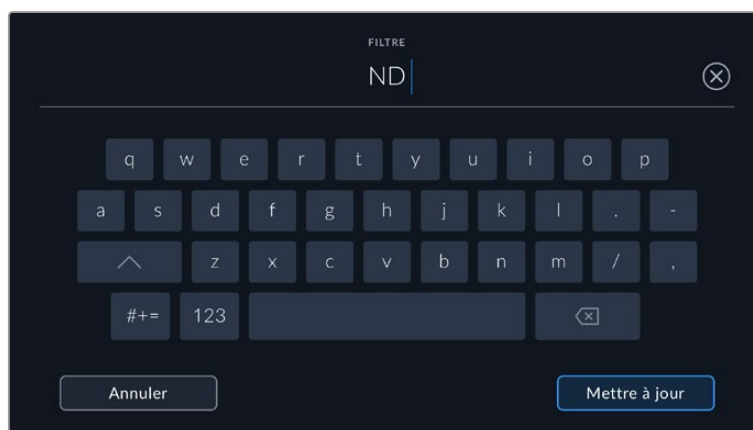 FILTRE
ND
q w e r t y u i o p
a s d f g h j k l . -
z x c v b n m / ,
#+= 123
Annuler Mettre à jour